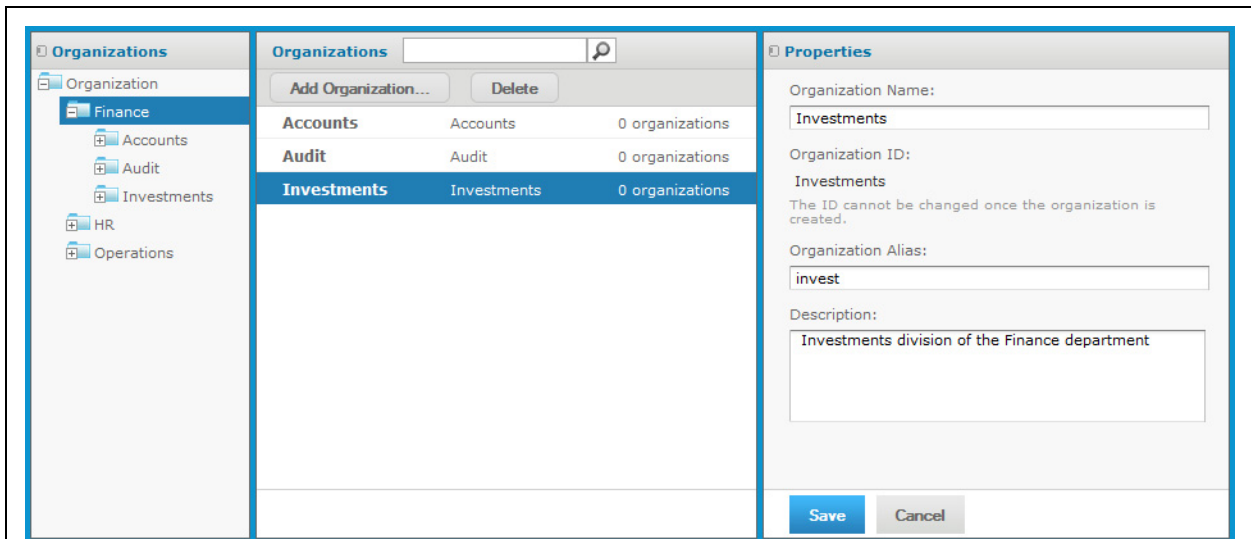 Organizations
Organization
Finance
Accounts
Audit
Investments
HR
Operations
Organizations
Add Organization... Delete
Accounts Accounts 0 organizations
Audit Audit 0 organizations
Investments Investments 0 organizations
Properties
Organization Name:
Investments
Organization ID:
Investments
The ID cannot be changed once the organization is
created.
Organization Alias:
invest
Description:
Investments division of the Finance department
Save Cancel